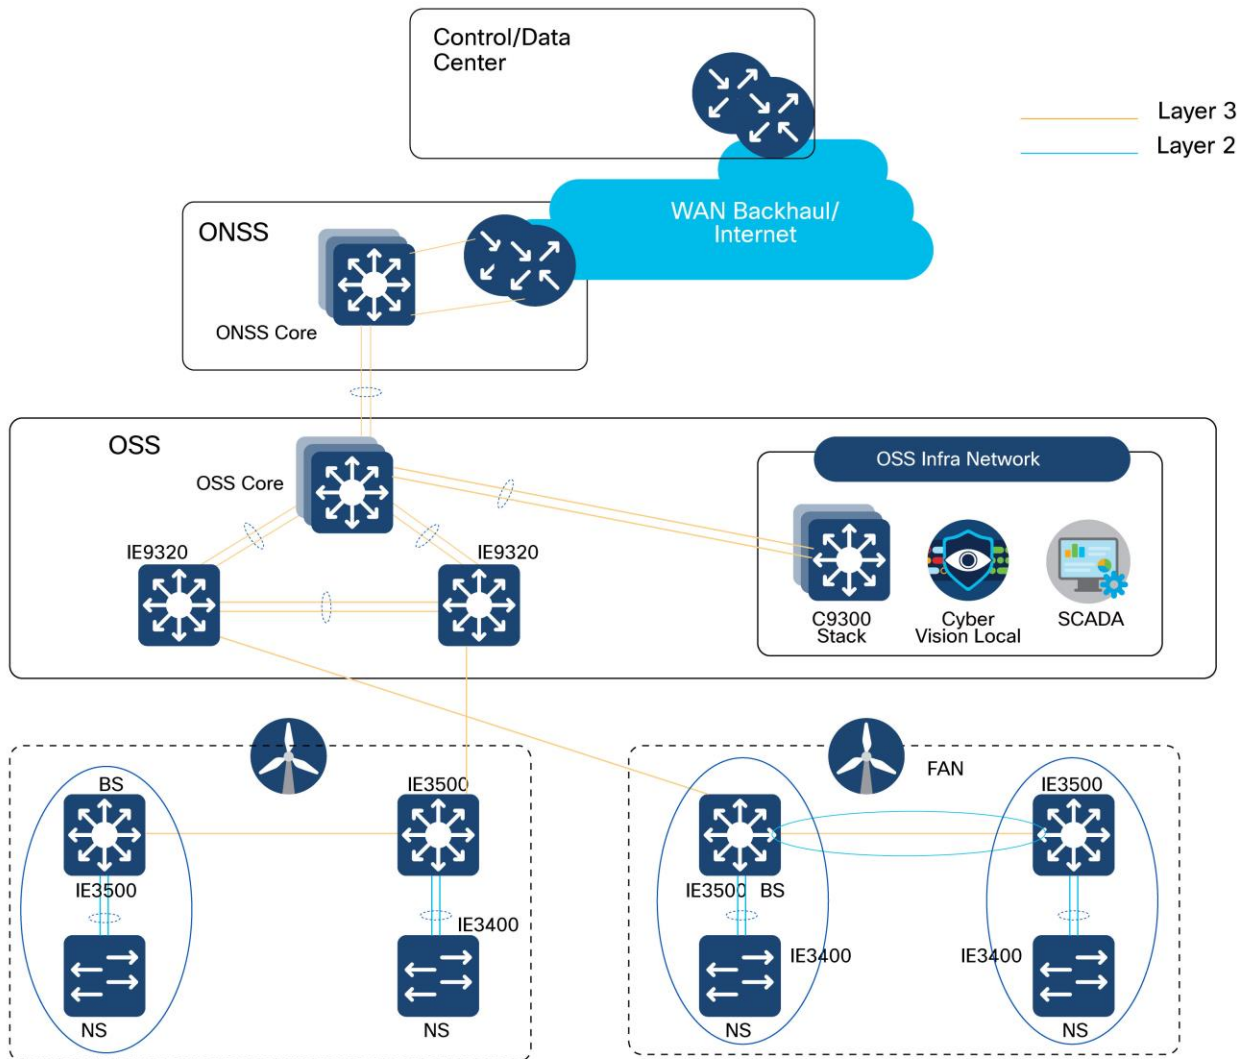 Control/Data
Center
Layer 3
Layer 2
WAN Backhaul/
Internet
ONSS
ONSS Core
OSS
OSS Core
OSS Infra Network
IE9320
IE9320
C9300
Stack
Cyber
Vision Local
SCADA
BS
IE3500
FAN
IE3500
IE3500
IE3500 BS
IE3400
IE3400
IE3400
NS
NS
NS
NS